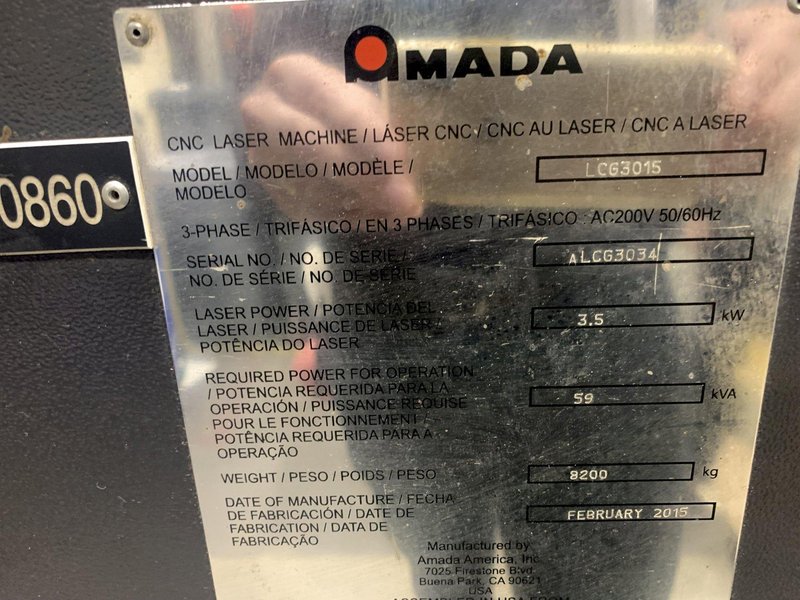 AMADA
CNC LASER MACHINE / LÁSER CNC / CNC AU LASER / CNC A LASER
MODEL / MODELO / MODÈLE /
MODELO
LCG3015
0860
3-PHASE / TRIFÁSICO / EN 3 PHASES / TRIFÁSICO : AC200V 50/60Hz
SERIAL NO. / NO. DE SERIE /
NO. DE SÉRIE / NO. DE SÉRIE
ALCG3034
LASER POWER / POTENCIA DEL
LASER / PUISSANCE DE LASER
POTÊNCIA DO LASER
3.5 kW
REQUIRED POWER FOR OPERATION
/ POTENCIA REQUERIDA PARA LA
OPERACIÓN / PUISSANCE REQUISE
POUR LE FONCTIONNEMENT /
POTÊNCIA REQUERIDA PARA A
OPERAÇÃO
59 kVA
WEIGHT / PESO / POIDS / PESO
8200 kg
DATE OF MANUFACTURE / FECHA
DE FABRICACIÓN / DATE DE
FABRICATION / DATA DE
FABRICAÇÃO
FEBRUARY 2015
Manufactured by
Amada America, Inc.
7025 Firestone Blvd.
Buena Park, CA 90621
USA
ASSEMBLED IN USA FROM